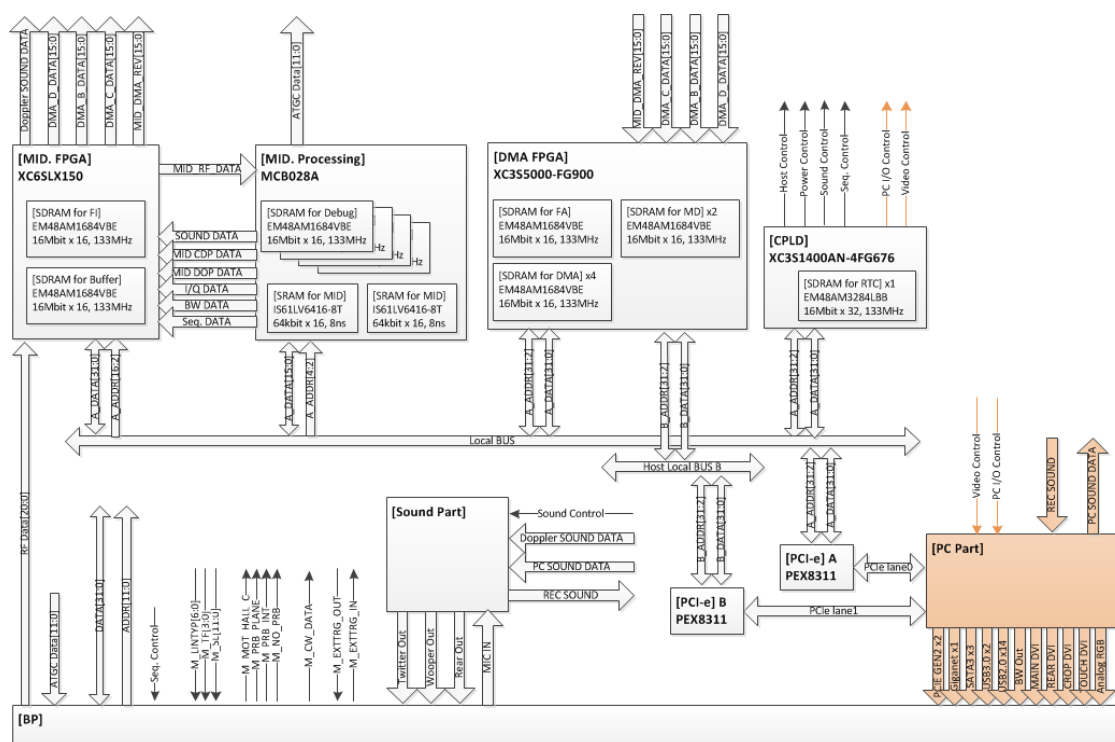 Doppler SOUND DATA
DMA_D_DATA[15:0]
DMA_B_DATA[15:0]
DMA_C_DATA[15:0]
MID_DMA_REV[15:0]
ATGC Data[11:0]
MID_DMA_REV[15:0]
DMA_C_DATA[15:0]
DMA_B_DATA[15:0]
DMA_D_DATA[15:0]
Host Control
Power Control
Sound Control
Seq. Control
PC I/O Control
Video Control
[MID. FPGA]
XC6SLX150
[SDRAM for FI]
EM48AM1684VBE
16Mbit x 16, 133MHz
[SDRAM for Buffer]
EM48AM1684VBE
16Mbit x 16, 133MHz
MID_RF_DATA
SOUND DATA
MID CDP DATA
MID DOP DATA
I/Q DATA
BW DATA
Seq. DATA
[MID. Processing]
MCB028A
[SDRAM for Debug]
EM48AM1684VBE
16Mbit x 16, 133MHz
Hz
Hz
[SRAM for MID]
IS61LV6416-8T
64kbit x 16, 8ns
[SRAM for MID]
IS61LV6416-8T
64kbit x 16, 8ns
[DMA FPGA]
XC3S5000-FG900
[SDRAM for FA]
EM48AM1684VBE
16Mbit x 16, 133MHz
[SDRAM for MD] x2
EM48AM1684VBE
16Mbit x 16, 133MHz
[SDRAM for DMA] x4
EM48AM1684VBE
16Mbit x 16, 133MHz
[CPLD]
XC3S1400AN-4FG676
[SDRAM for RTC] x1
EM48AM3284LBB
16Mbit x 32, 133MHz
A_DATA[31:0]
A_ADDR[16:2]
A_DATA[15:0]
A_ADDR[4:2]
A_ADDR[31:2]
A_DATA[31:0]
B_ADDR[31:2]
B_DATA[31:0]
A_ADDR[31:2]
A_DATA[31:0]
Local BUS
Host Local BUS B
B_ADDR[31:2]
B_DATA[31:0]
A_ADDR[31:2]
A_DATA[31:0]
Video Control
PC I/O Control
REC SOUND
PC SOUND DATA
RF Data[20:0]
ATGC Data[11:0]
DATA[31:0]
ADDR[11:0]
Seq. Control
M_LINTYP[6:0]
M_TF[3:0]
M_SL[11:0]
M_MOT_HALL_C
M_PRB_PLANE
M_PRB_INT
M_NO_PRB
M_CW_DATA
M_EXTTRG_OUT
M_EXTTRG_IN
[Sound Part]
Sound Control
Doppler SOUND DATA
PC SOUND DATA
REC SOUND
Twitter Out
Wooper Out
Rear Out
MIC IN
[PCI-e] A
PEX8311
[PCI-e] B
PEX8311
PCIe lane0
PCIe lane1
[PC Part]
PCIE GEN2 x2
Giganet x1
SATA3 x3
USB3.0 x2
USB2.0 x14
BW Out
MAIN DVI
REAR DVI
CROP DVI
TOUCH DVI
Analog RGB
[BP]